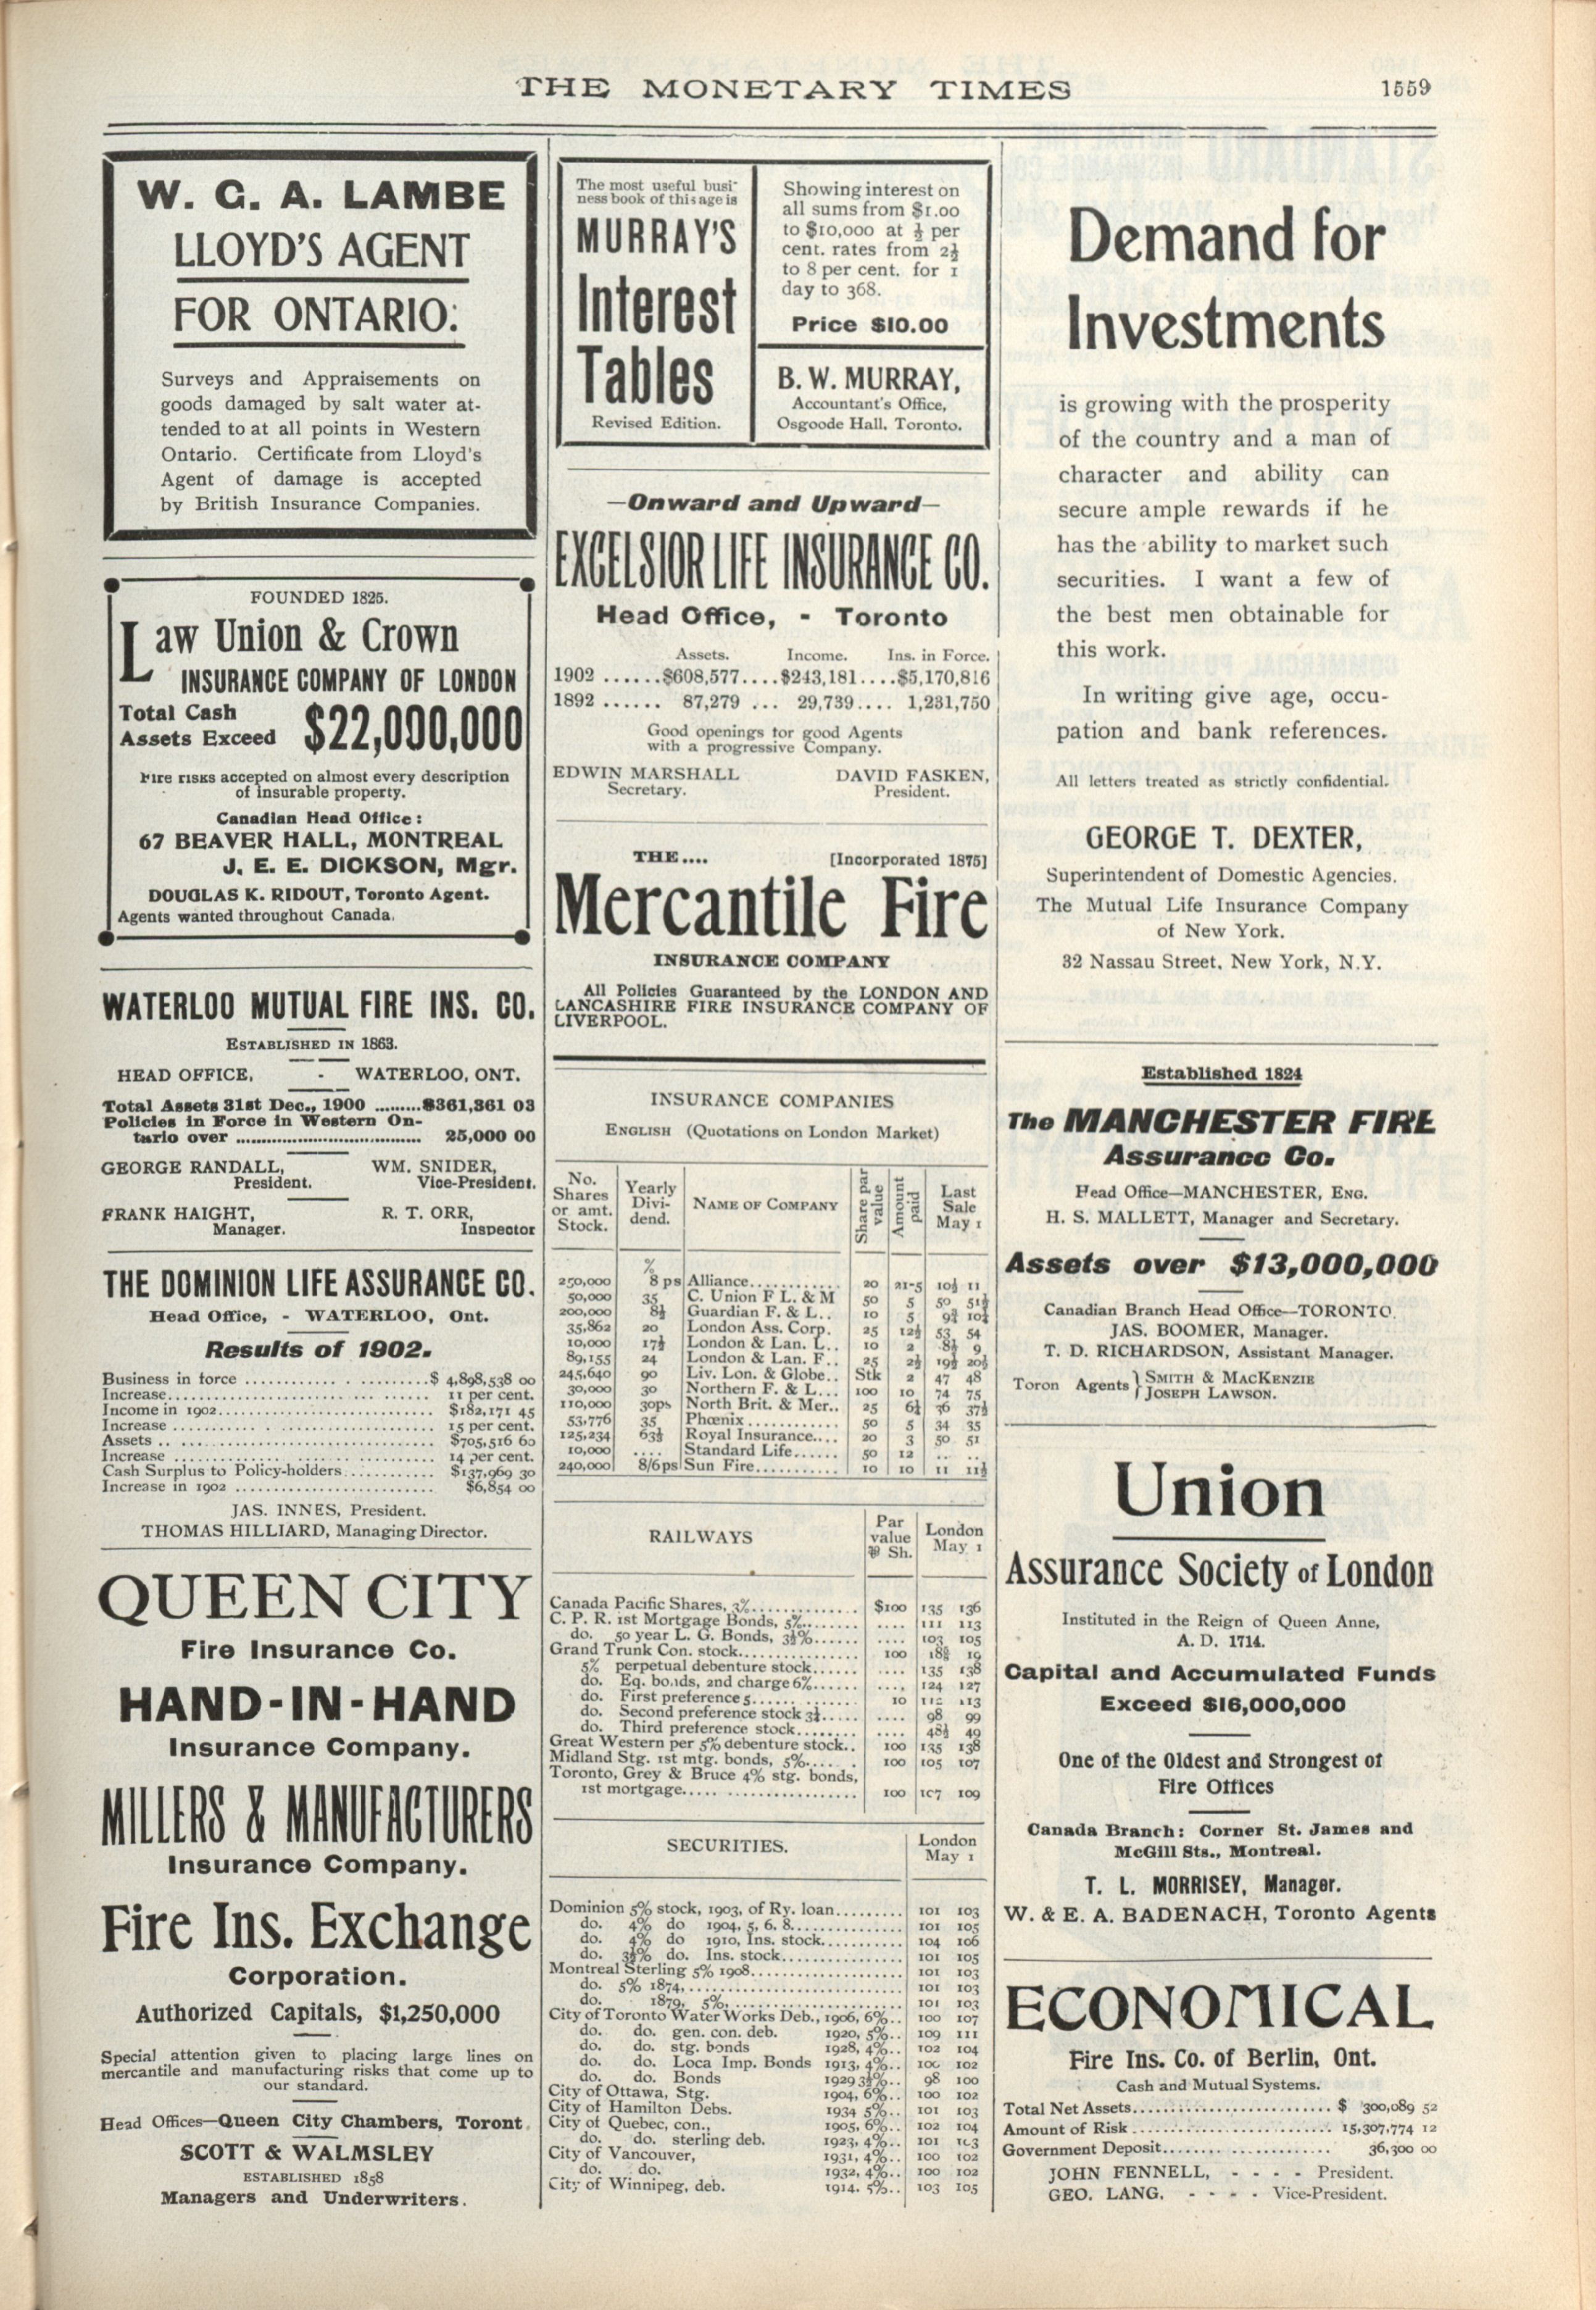 THE MONETARY TIMES
1559
W. G. A. LAMBE
LLOYD'S AGENT
FOR ONTARIO:
Surveys and Appraisements on
goods damaged by salt water at-
tended to at all points in Western
Ontario. Certificate from Lloyd's
Agent of damage is accepted
by British Insurance Companies.
FOUNDED 1825.
Law Union & Crown
INSURANCE COMPANY OF LONDON
Total Cash
Assets Exceed $22,000,000
Fire risks accepted on almost every description
of insurable property.
Canadian Head Office:
67 BEAVER HALL, MONTREAL
J. E. E. DICKSON, Mgr.
DOUGLAS K. RIDOUT, Toronto Agent.
Agents wanted throughout Canada.
WATERLOO MUTUAL FIRE INS. CO.
ESTABLISHED IN 1863.
HEAD OFFICE, - WATERLOO, ONT.
Total Assets 31st Dec., 1900 .........$361,361 03
Policies in Force in Western On-
tario over .................... 25,000 00
GEORGE RANDALL, WM. SNIDER,
President. Vice-President.
FRANK HAIGHT, R. T. ORR,
Manager. Inspector
THE DOMINION LIFE ASSURANCE CO.
Head Office, - WATERLOO, Ont.
Results of 1902.
Business in force ....................$ 4,898,538 00
Increase.................... 11 per cent.
Income in 1902.................... $182,171 45
Increase .................... 15 per cent.
Assets .................... $705,516 60
Increase .................... 14 per cent.
Cash Surplus to Policy-holders.............. $137,969 30
Increase in 1902 .................... $6,854 00
JAS. INNES, President.
THOMAS HILLIARD, Managing Director.
QUEEN CITY
Fire Insurance Co.
HAND-IN-HAND
Insurance Company.
MILLERS & MANUFACTURERS
Insurance Company.
Fire Ins. Exchange
Corporation.
Authorized Capitals, $1,250,000
Special attention given to placing large lines on
mercantile and manufacturing risks that come up to
our standard.
Head Offices—Queen City Chambers, Toront
SCOTT & WALMSLEY
ESTABLISHED 1858
Managers and Underwriters.
The most useful busi-
ness book of this age is
MURRAY'S
Interest
Tables
Revised Edition.
Showing interest on
all sums from $1.00
to $10,000 at ½ per
cent. rates from 2½
to 8 per cent. for 1
day to 368.
Price $10.00
B. W. MURRAY,
Accountant's Office,
Osgoode Hall, Toronto.
—Onward and Upward—
EXCELSIOR LIFE INSURANCE CO.
Head Office, - Toronto
Assets. Income. Ins. in Force.
1902 ......$608,577....$243,181....$5,170,816
1892 ...... 87,279 ... 29,739.... 1,231,750
Good openings for good Agents
with a progressive Company.
EDWIN MARSHALL DAVID FASKEN,
Secretary. President.
THE.... [Incorporated 1875]
Mercantile Fire
INSURANCE COMPANY
All Policies Guaranteed by the LONDON AND
LANCASHIRE FIRE INSURANCE COMPANY OF
LIVERPOOL.
INSURANCE COMPANIES
ENGLISH (Quotations on London Market)
No. Shares or amt. Stock. Yearly Dividend. NAME OF COMPANY Share par value Amount paid Last Sale May 1
%
250,000 8 ps Alliance............ 20 21-5 10½ 11
50,000 35 C. Union F. L. & M 50 5 50 51½
200,000 8½ Guardian F. & L.. 10 5 9¾ 10¼
35,862 20 London Ass. Corp. 25 12½ 53 54
10,000 17½ London & Lan. L.. 10 2 8½ 9
89,155 24 London & Lan. F.. 25 2½ 19½ 20½
245,640 90 Liv. Lon. & Globe.. Stk 2 47 48
30,000 30 Northern F. & L... 100 10 74 75
110,000 30ps North Brit. & Mer.. 25 6¼ 36 37½
53,776 35 Phœnix............ 50 5 34 35
125,234 63½ Royal Insurance.... 20 3 50 51
10,000 .... Standard Life...... 50 12 .. ..
240,000 8/6ps Sun Fire........... 10 10 11 11½
RAILWAYS Par value ⅌ Sh. London May 1
Canada Pacific Shares, 3%.............. $100 135 136
C. P. R. 1st Mortgage Bonds, 5%........ .... 111 113
do. 50 year L. G. Bonds, 3½%...... .... 103 105
Grand Trunk Con. stock................ 100 18⅝ 19
5% perpetual debenture stock...... .... 135 138
do. Eq. bonds, 2nd charge 6%...... .... 124 127
do. First preference 5............ 10 112 113
do. Second preference stock 3¾..... .... 98 99
do. Third preference stock........ .... 48½ 49
Great Western per 5% debenture stock.. 100 135 138
Midland Stg. 1st mtg. bonds, 5%...... 100 105 107
Toronto, Grey & Bruce 4% stg. bonds,
1st mortgage..................... 100 107 109
SECURITIES. London May 1
Dominion 5% stock, 1903, of Ry. loan......... 101 103
do. 4% do 1904, 5, 6. 8............... 101 105
do. 4% do 1910, Ins. stock........... 104 106
do. 3½% do. Ins. stock................ 101 105
Montreal Sterling 5% 1908.................... 101 103
do. 5% 1874,........................... 101 103
do. 1879, 5%,......................... 101 103
City of Toronto Water Works Deb., 1906, 6%.. 100 107
do. do. gen. con. deb. 1920, 5%.. 109 111
do. do. stg. bonds 1928, 4%.. 102 104
do. do. Loca Imp. Bonds 1913, 4%.. 100 102
do. do. Bonds 1929 3½%.. 98 100
City of Ottawa, Stg. 1904, 6%.. 100 102
City of Hamilton Debs. 1934 5%.. 101 103
City of Quebec, con., 1905, 6%.. 102 104
do. do. sterling deb. 1923, 4%.. 101 103
City of Vancouver, 1931, 4%.. 100 102
do. do. 1932, 4%.. 100 102
City of Winnipeg, deb. 1914. 5%.. 103 105
Demand for
Investments
is growing with the prosperity
of the country and a man of
character and ability can
secure ample rewards if he
has the ability to market such
securities. I want a few of
the best men obtainable for
this work.
In writing give age, occu-
pation and bank references.
All letters treated as strictly confidential.
GEORGE T. DEXTER,
Superintendent of Domestic Agencies.
The Mutual Life Insurance Company
of New York.
32 Nassau Street, New York, N.Y.
Established 1824
The MANCHESTER FIRE
Assurance Co.
Head Office—MANCHESTER, ENG.
H. S. MALLETT, Manager and Secretary.
Assets over $13,000,000
Canadian Branch Head Office—TORONTO.
JAS. BOOMER, Manager.
T. D. RICHARDSON, Assistant Manager.
Toron Agents } SMITH & MACKENZIE
JOSEPH LAWSON.
Union
Assurance Society of London
Instituted in the Reign of Queen Anne,
A. D. 1714.
Capital and Accumulated Funds
Exceed $16,000,000
One of the Oldest and Strongest of
Fire Offices
Canada Branch: Corner St. James and
McGill Sts., Montreal.
T. L. MORRISEY, Manager.
W. & E. A. BADENACH, Toronto Agents
ECONOMICAL
Fire Ins. Co. of Berlin, Ont.
Cash and Mutual Systems.
Total Net Assets........................ $ 300,089 52
Amount of Risk ........................ 15,307,774 12
Government Deposit.................... 36,300 00
JOHN FENNELL, - - - - President.
GEO. LANG, - - - - Vice-President.